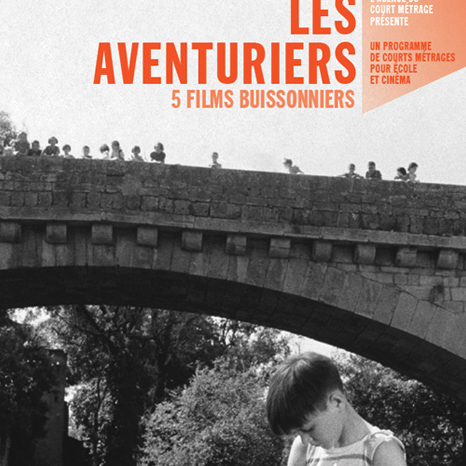 LES
AVENTURIERS
5 FILMS BUISSONNIERS
COURT MÉTRAGE
PRÉSENTE
UN PROGRAMME
DE COURTS MÉTRAGES
POUR ÉCOLE
ET CINÉMA